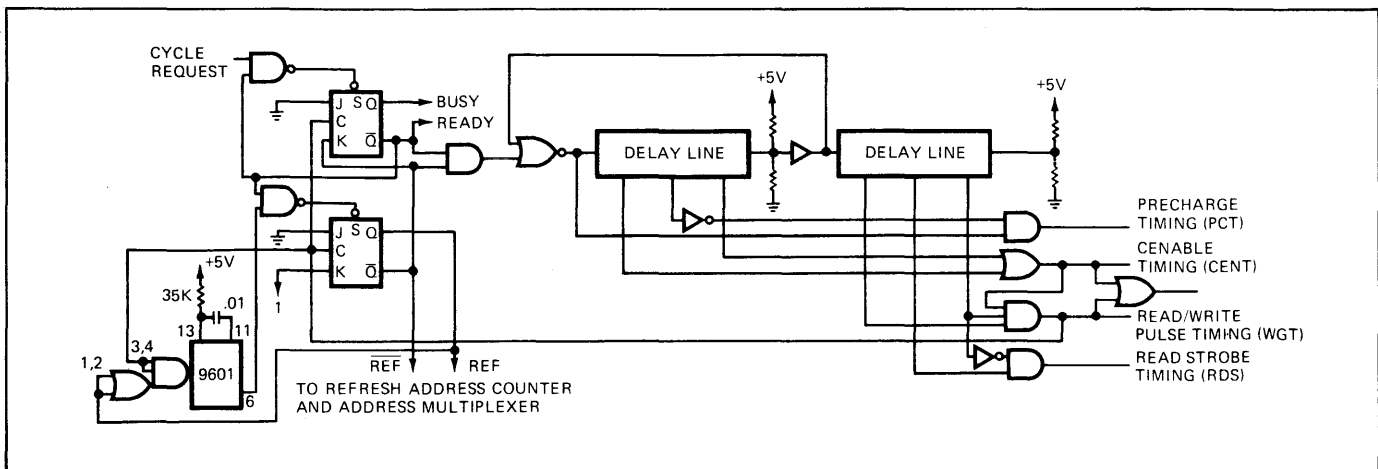 CYCLE
REQUEST
J S Q
C
K Q̅
BUSY
READY
+5V
DELAY LINE
DELAY LINE
+5V
J S Q
C
K Q̅
1
+5V
35K
.01
13
11
3,4
1,2
9601
6
R̅E̅F̅
REF
TO REFRESH ADDRESS COUNTER
AND ADDRESS MULTIPLEXER
PRECHARGE
TIMING (PCT)
CENABLE
TIMING (CENT)
READ/WRITE
PULSE TIMING (WGT)
READ STROBE
TIMING (RDS)